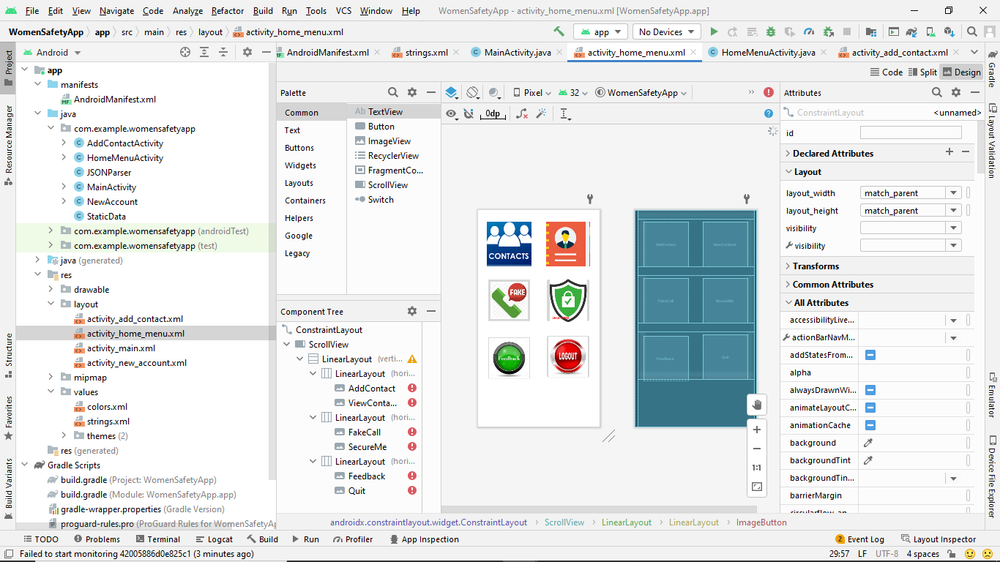 File Edit View Navigate Code Analyze Refactor Build Run Tools VCS Window Help WomenSafetyApp - activity_home_menu.xml [WomenSafetyApp.app]
WomenSafetyApp app src main res layout activity_home_menu.xml app No Devices
Project
Resource Manager
Structure
Favorites
Build Variants
Android
app
manifests
AndroidManifest.xml
java
com.example.womensafetyapp
AddContactActivity
HomeMenuActivity
JSONParser
MainActivity
NewAccount
StaticData
com.example.womensafetyapp (androidTest)
com.example.womensafetyapp (test)
java (generated)
res
drawable
layout
activity_add_contact.xml
activity_home_menu.xml
activity_main.xml
activity_new_account.xml
mipmap
values
colors.xml
strings.xml
themes (2)
res (generated)
Gradle Scripts
build.gradle (Project: WomenSafetyApp)
build.gradle (Module: WomenSafetyApp.app)
gradle-wrapper.properties (Gradle Version)
proguard-rules.pro (ProGuard Rules for WomenSafetyAp
AndroidManifest.xml strings.xml MainActivity.java activity_home_menu.xml HomeMenuActivity.java activity_add_contact.xml
Code Split Design
Palette
Common
Text
Buttons
Widgets
Layouts
Containers
Helpers
Google
Legacy
Ab TextView
Button
ImageView
RecyclerView
FragmentCo...
ScrollView
Switch
Component Tree
ConstraintLayout
ScrollView
LinearLayout (verti...
LinearLayout (hori...
AddContact
ViewConta...
LinearLayout (hori...
FakeCall
SecureMe
LinearLayout (hori...
Feedback
Quit
Pixel 32 WomenSafetyApp
0dp
CONTACTS
FAKE
Feedback
LOGOUT
AddContact ViewContacts
FakeCall SecureMe
Feedback Quit
1:1
Attributes
ConstraintLayout <unnamed>
id
Declared Attributes
Layout
layout_width match_parent
layout_height match_parent
visibility
visibility
Transforms
Common Attributes
All Attributes
accessibilityLive...
actionBarNavM...
addStatesFrom...
alpha
alwaysDrawnWi...
animateLayoutC...
animationCache
background
backgroundTint
backgroundTin...
barrierMargin
Gradle
Layout Validation
Emulator
Device File Explorer
androidx.constraintlayout.widget.ConstraintLayout ScrollView LinearLayout LinearLayout ImageButton
TODO Problems Terminal Logcat Build Run Profiler App Inspection 2 Event Log Layout Inspector
Failed to start monitoring 42005886d0e825c1 (3 minutes ago) 29:57 LF UTF-8 4 spaces